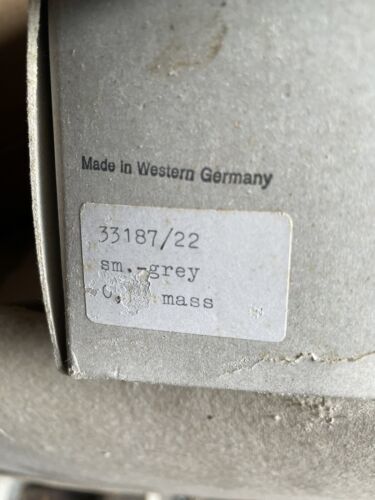 Made in Western Germany
33187/22
sm.-grey
mass